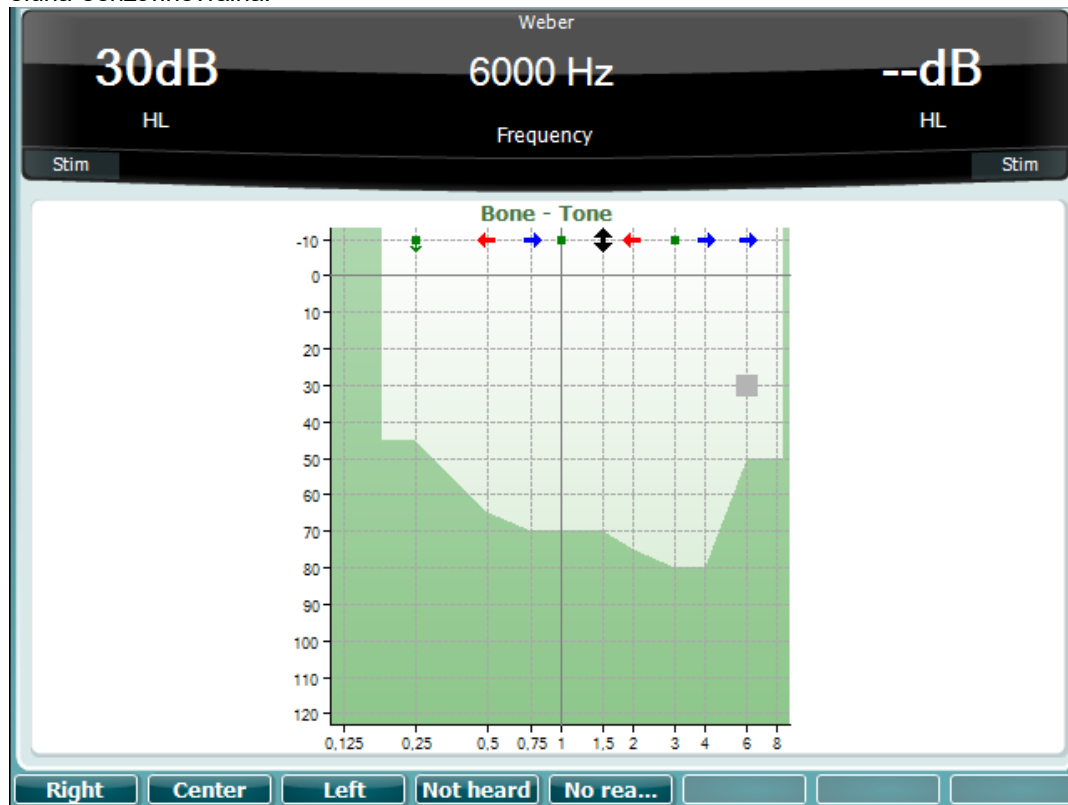 Weber
30dB 6000 Hz --dB
HL Frequency HL
Stim Stim
Bone - Tone
-10
0
10
20
30
40
50
60
70
80
90
100
110
120
0,125 0,25 0,5 0,75 1 1,5 2 3 4 6 8
Right Center Left Not heard No rea...